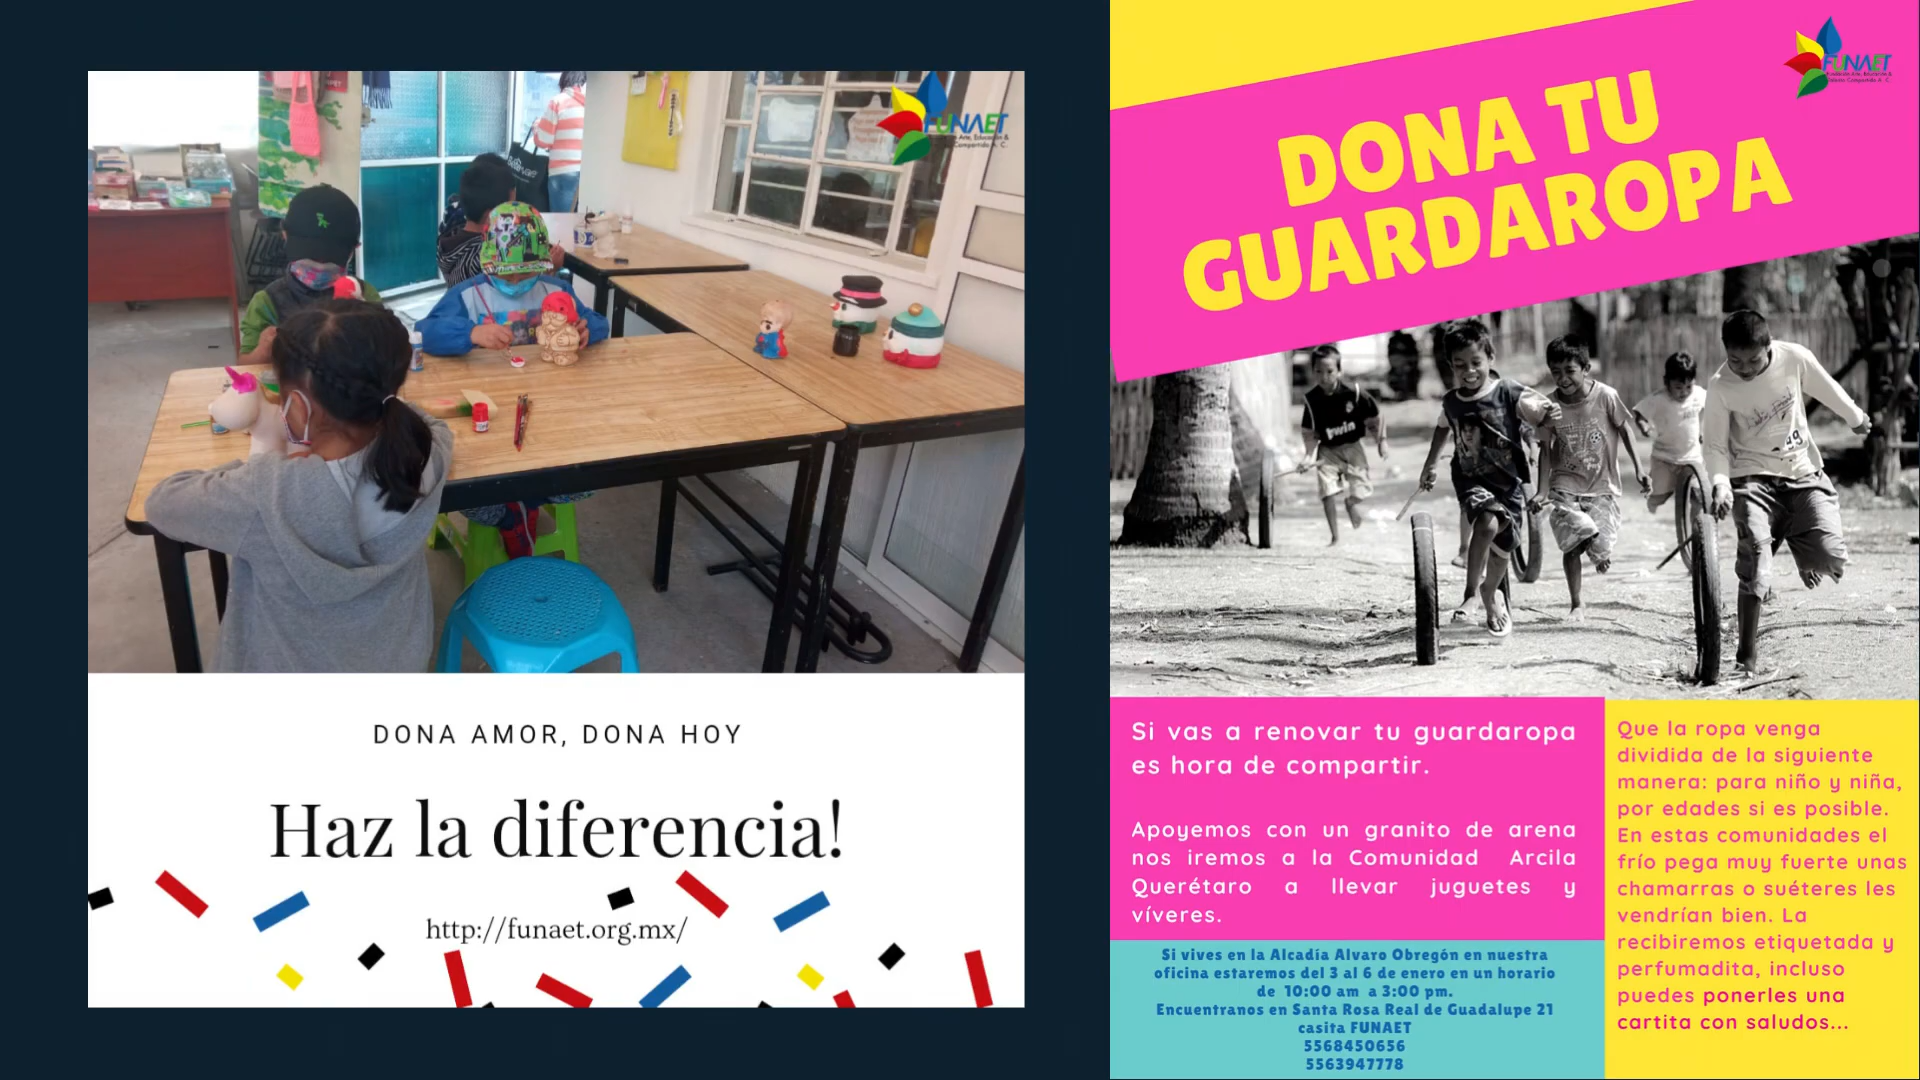 FUNAET
DONA AMOR, DONA HOY
Haz la diferencia!
http://funaet.org.mx/
FUNAET
Fundación Arte, Educación &
Talento Compartido A. C.
DONA TU
GUARDAROPA
twin
Si vas a renovar tu guardaropa
es hora de compartir.
Apoyemos con un granito de arena
nos iremos a la Comunidad Arcila
Querétaro a llevar juguetes y
víveres.
Si vives en la Alcadía Alvaro Obregón en nuestra
oficina estaremos del 3 al 6 de enero en un horario
de 10:00 am a 3:00 pm.
Encuentranos en Santa Rosa Real de Guadalupe 21
casita FUNAET
5568450656
5563947778
Que la ropa venga
dividida de la siguiente
manera: para niño y niña,
por edades si es posible.
En estas comunidades el
frío pega muy fuerte unas
chamarras o suéteres les
vendrían bien. La
recibiremos etiquetada y
perfumadita, incluso
puedes ponerles una
cartita con saludos...